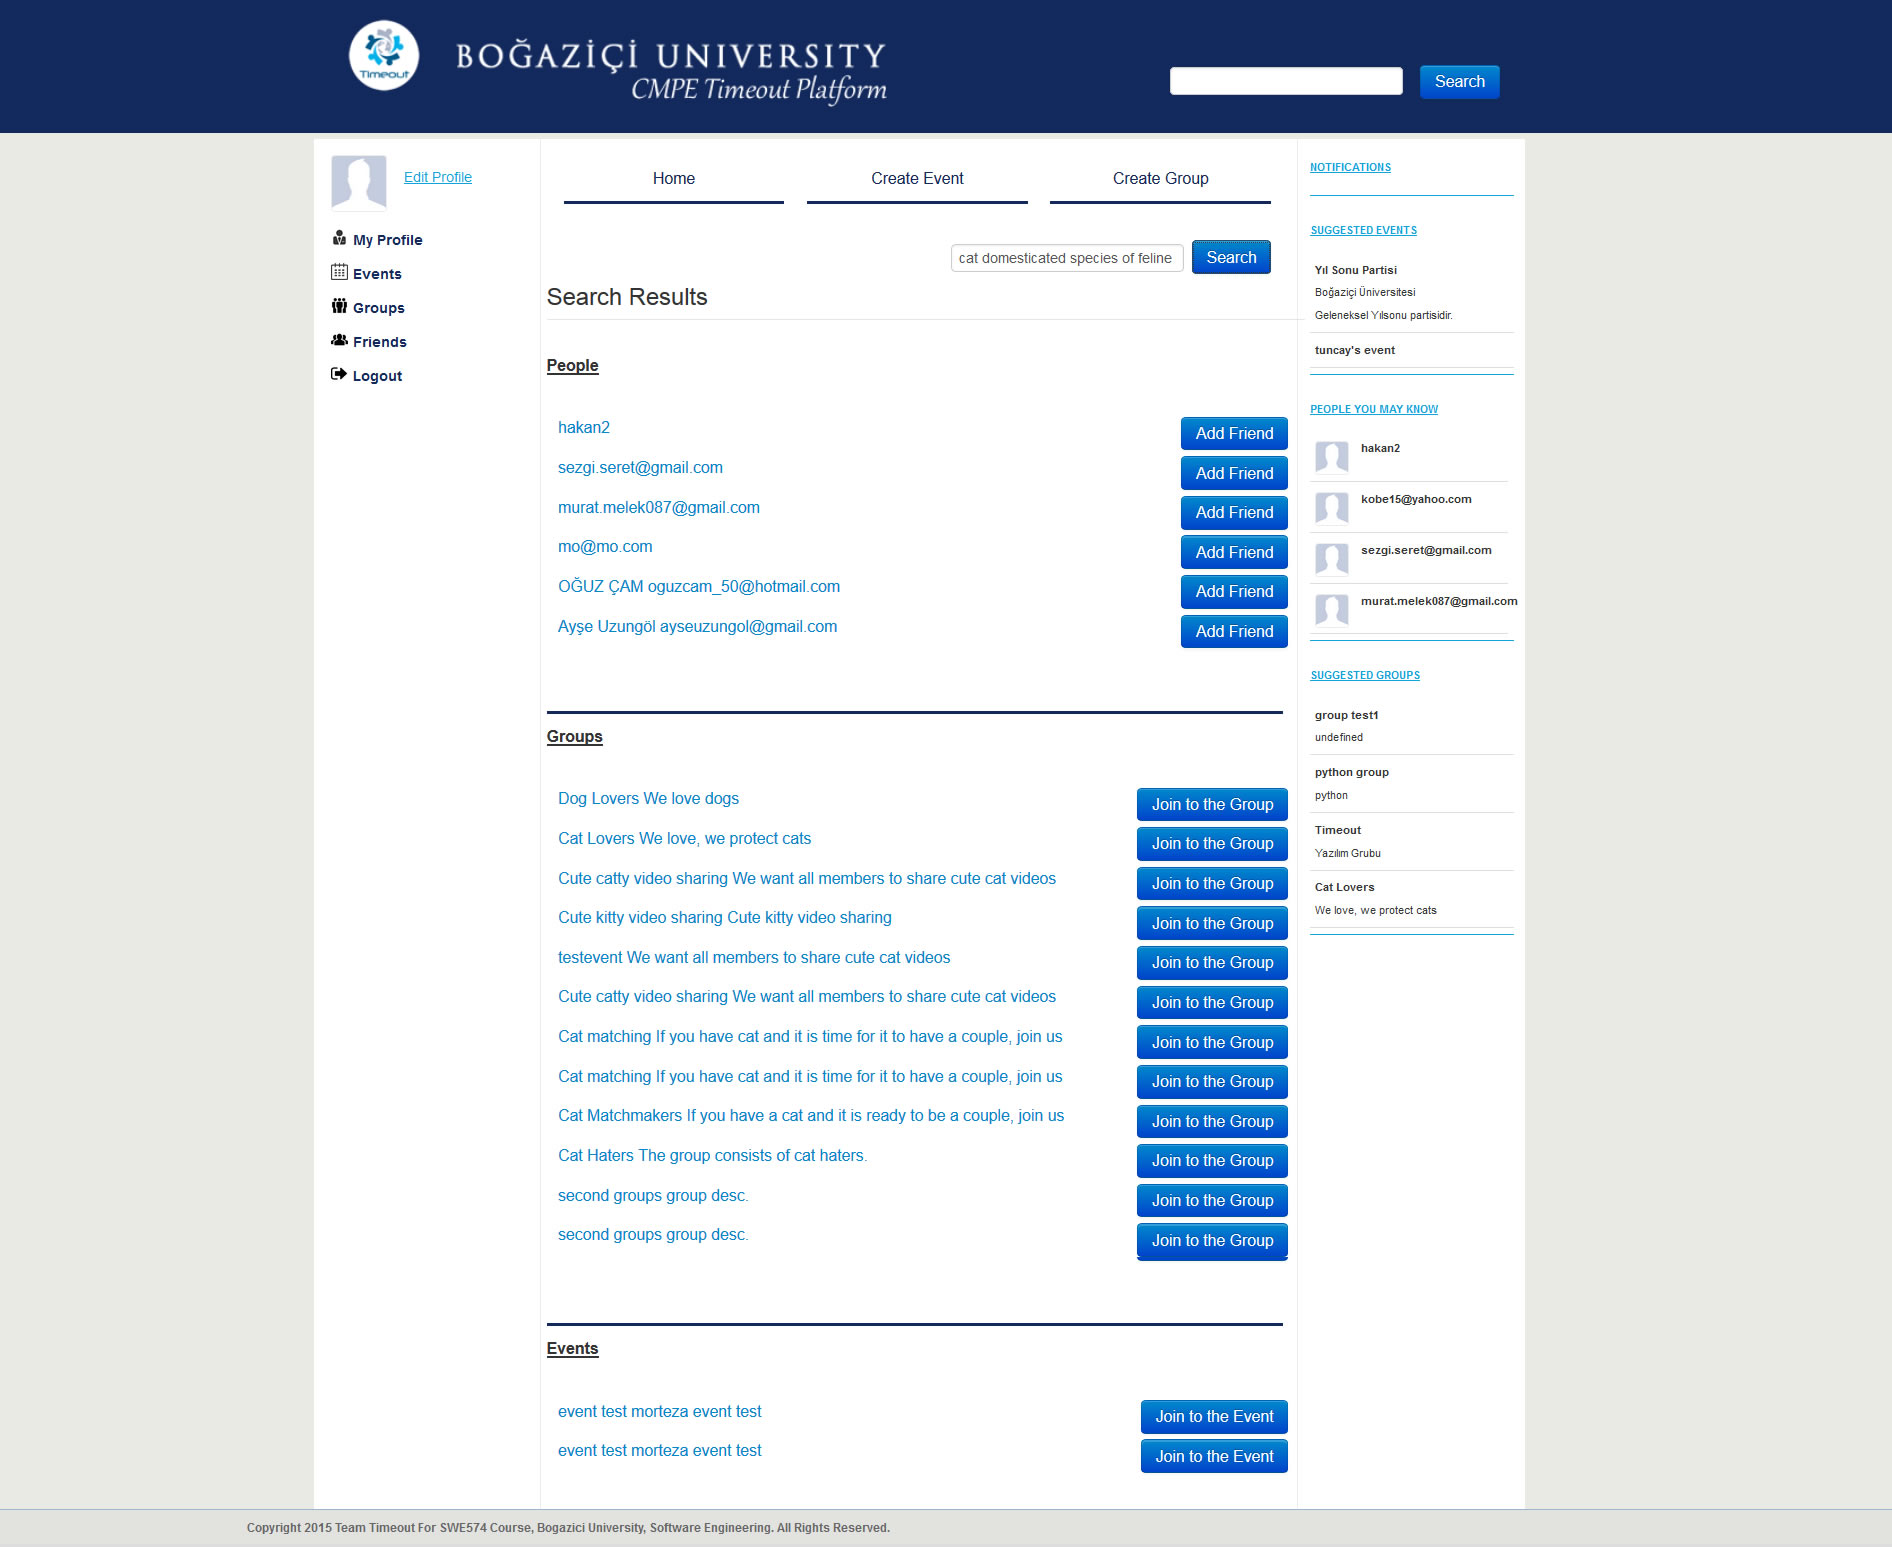 Timeout
BOĞAZİÇİ UNIVERSITY
CMPE Timeout Platform
Search
Edit Profile
My Profile
Events
Groups
Friends
Logout
Home
Create Event
Create Group
cat domesticated species of feline
Search
Search Results
People
hakan2
Add Friend
sezgi.seret@gmail.com
Add Friend
murat.melek087@gmail.com
Add Friend
mo@mo.com
Add Friend
OĞUZ ÇAM oguzcam_50@hotmail.com
Add Friend
Ayşe Uzungöl ayseuzungol@gmail.com
Add Friend
Groups
Dog Lovers We love dogs
Join to the Group
Cat Lovers We love, we protect cats
Join to the Group
Cute catty video sharing We want all members to share cute cat videos
Join to the Group
Cute kitty video sharing Cute kitty video sharing
Join to the Group
testevent We want all members to share cute cat videos
Join to the Group
Cute catty video sharing We want all members to share cute cat videos
Join to the Group
Cat matching If you have cat and it is time for it to have a couple, join us
Join to the Group
Cat matching If you have cat and it is time for it to have a couple, join us
Join to the Group
Cat Matchmakers If you have a cat and it is ready to be a couple, join us
Join to the Group
Cat Haters The group consists of cat haters.
Join to the Group
second groups group desc.
Join to the Group
second groups group desc.
Join to the Group
Events
event test morteza event test
Join to the Event
event test morteza event test
Join to the Event
NOTIFICATIONS
SUGGESTED EVENTS
Yıl Sonu Partisi
Boğaziçi Üniversitesi
Geleneksel Yılsonu partisidir.
tuncay's event
PEOPLE YOU MAY KNOW
hakan2
kobe15@yahoo.com
sezgi.seret@gmail.com
murat.melek087@gmail.com
SUGGESTED GROUPS
group test1
undefined
python group
python
Timeout
Yazılım Grubu
Cat Lovers
We love, we protect cats
Copyright 2015 Team Timeout For SWE574 Course, Bogazici University, Software Engineering. All Rights Reserved.